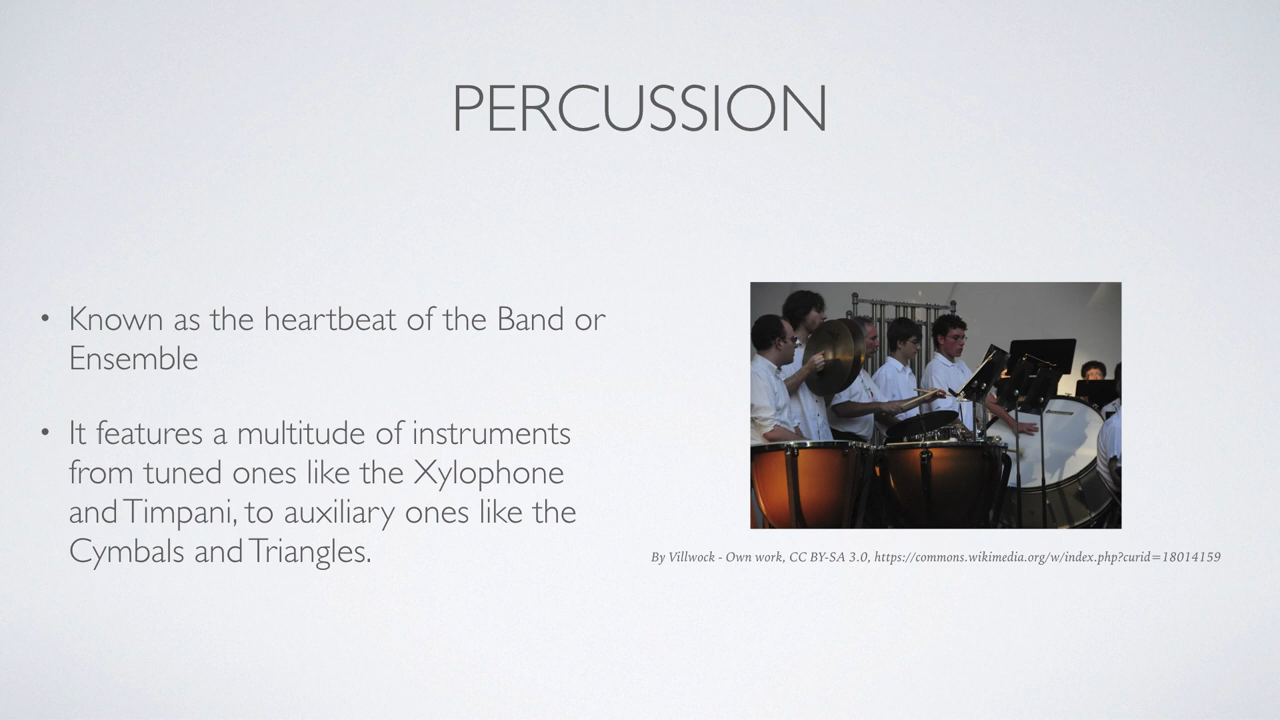 PERCUSSION
• Known as the heartbeat of the Band or
Ensemble
• It features a multitude of instruments
from tuned ones like the Xylophone
and Timpani, to auxiliary ones like the
Cymbals and Triangles.
By Villwock - Own work, CC BY-SA 3.0, https://commons.wikimedia.org/w/index.php?curid=18014159